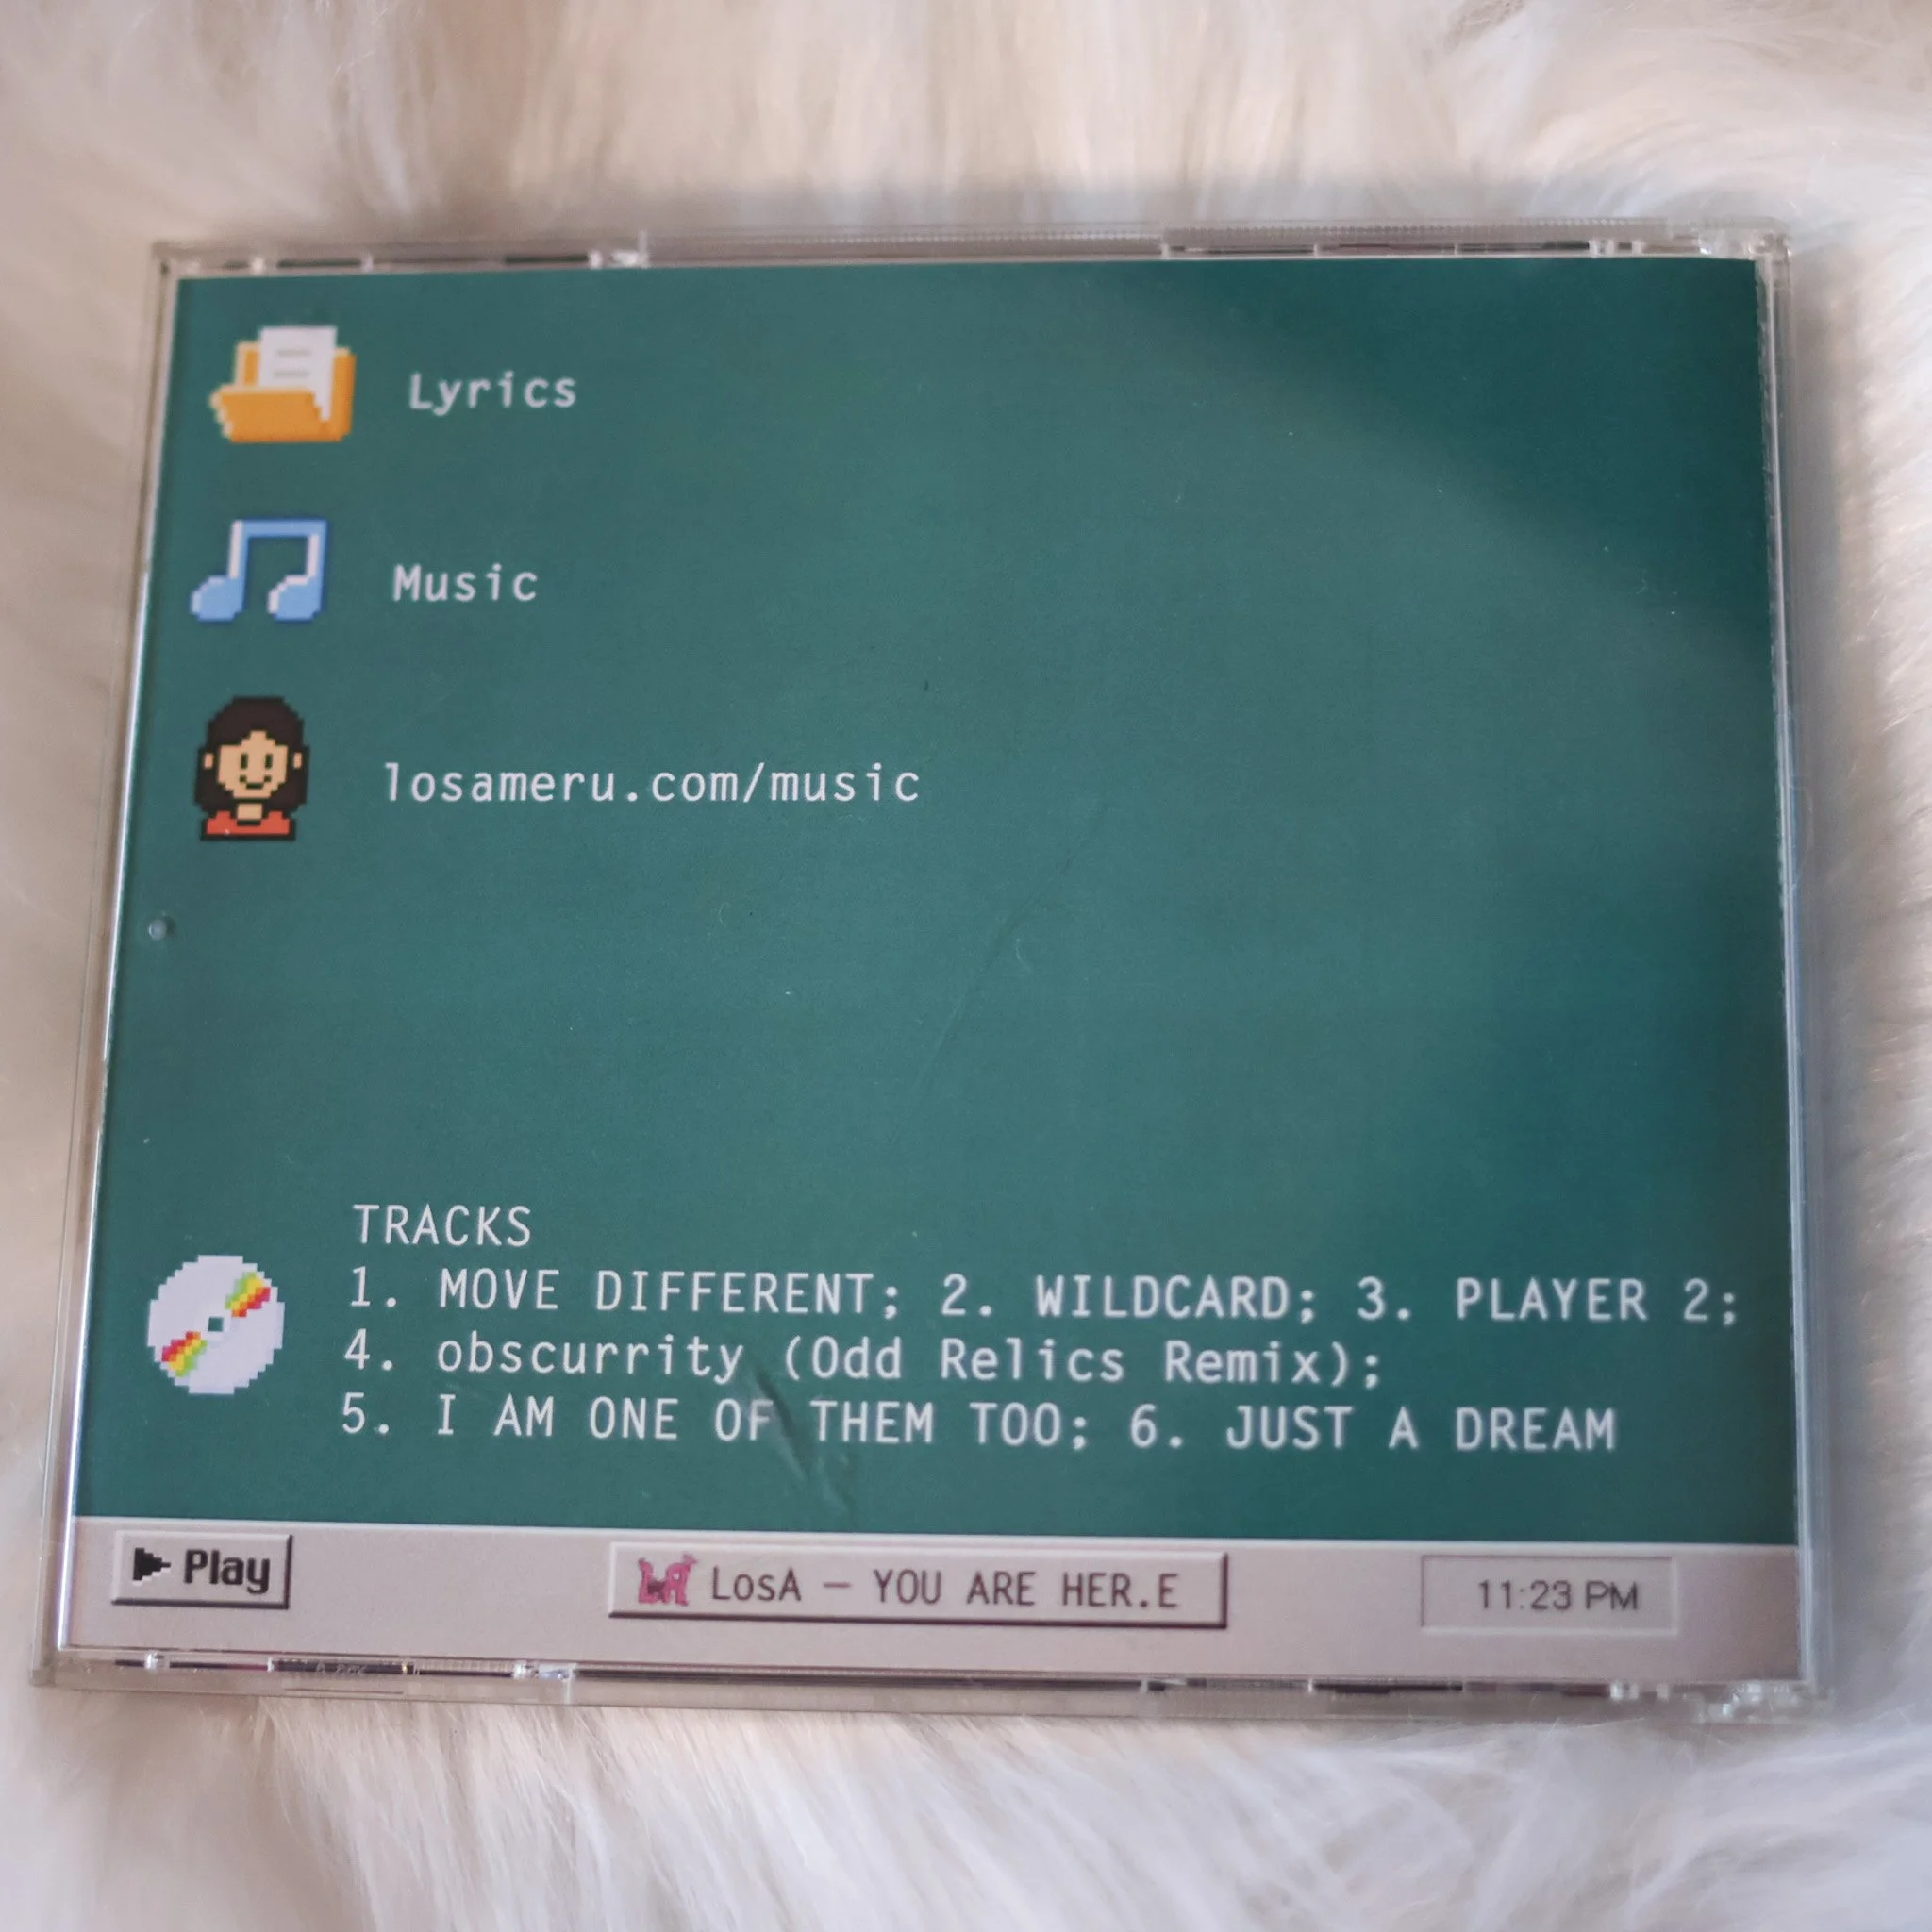 Lyrics
Music
losameru.com/music
TRACKS
1. MOVE DIFFERENT; 2. WILDCARD; 3. PLAYER 2;
4. obscurrity (Odd Relics Remix);
5. I AM ONE OF THEM TOO; 6. JUST A DREAM
Play
LA LosA — YOU ARE HER.E
11:23 PM